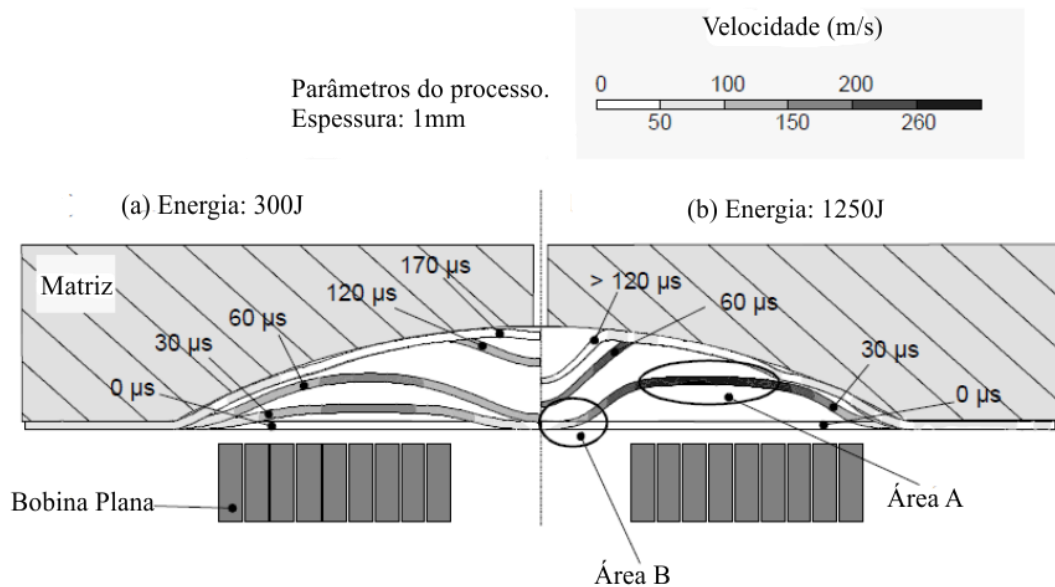 Velocidade (m/s)
0 100 200
50 150 260
Parâmetros do processo.
Espessura: 1mm
(a) Energia: 300J
(b) Energia: 1250J
Matriz
170 µs
120 µs
60 µs
30 µs
0 µs
> 120 µs
60 µs
30 µs
0 µs
Bobina Plana
Área A
Área B